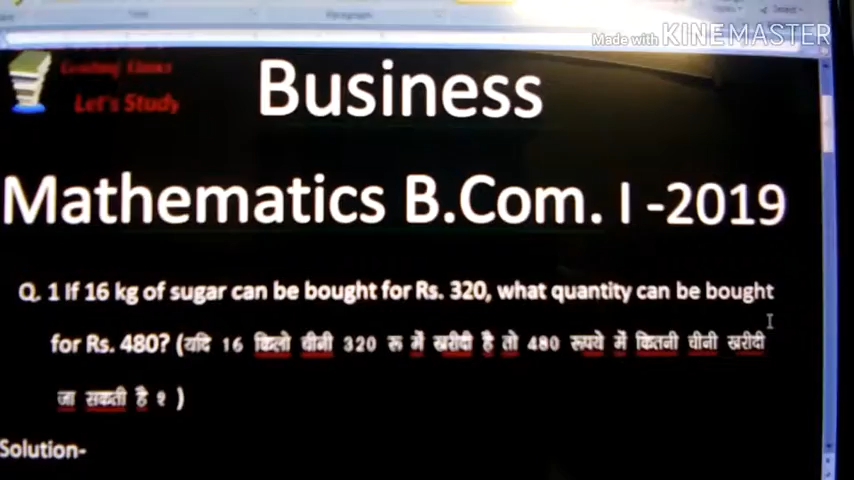 Made with KINEMASTER
Let's Study
Business
Mathematics B.Com. I -2019
Q. 1 If 16 kg of sugar can be bought for Rs. 320, what quantity can be bought
for Rs. 480? (यदि 16 किलो चीनी 320 रू में खरीदी है तो 480 रूपये में कितनी चीनी खरीदी
जा सकती है ? )
Solution-